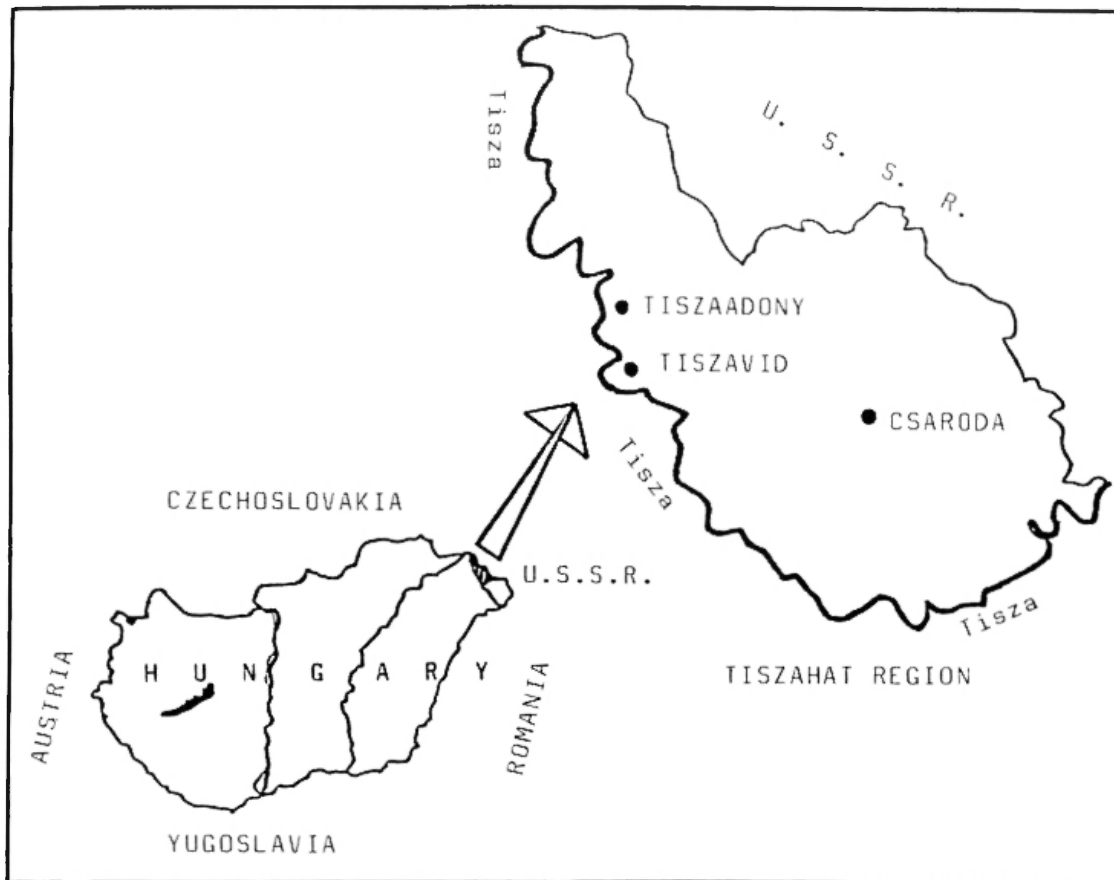 Tisza
U. S. S. R.
TISZAADONY
TISZAVID
CSARODA
Tisza
CZECHOSLOVAKIA
U.S.S.R.
Tisza
HUNGARY
TISZAHAT REGION
AUSTRIA
ROMANIA
YUGOSLAVIA